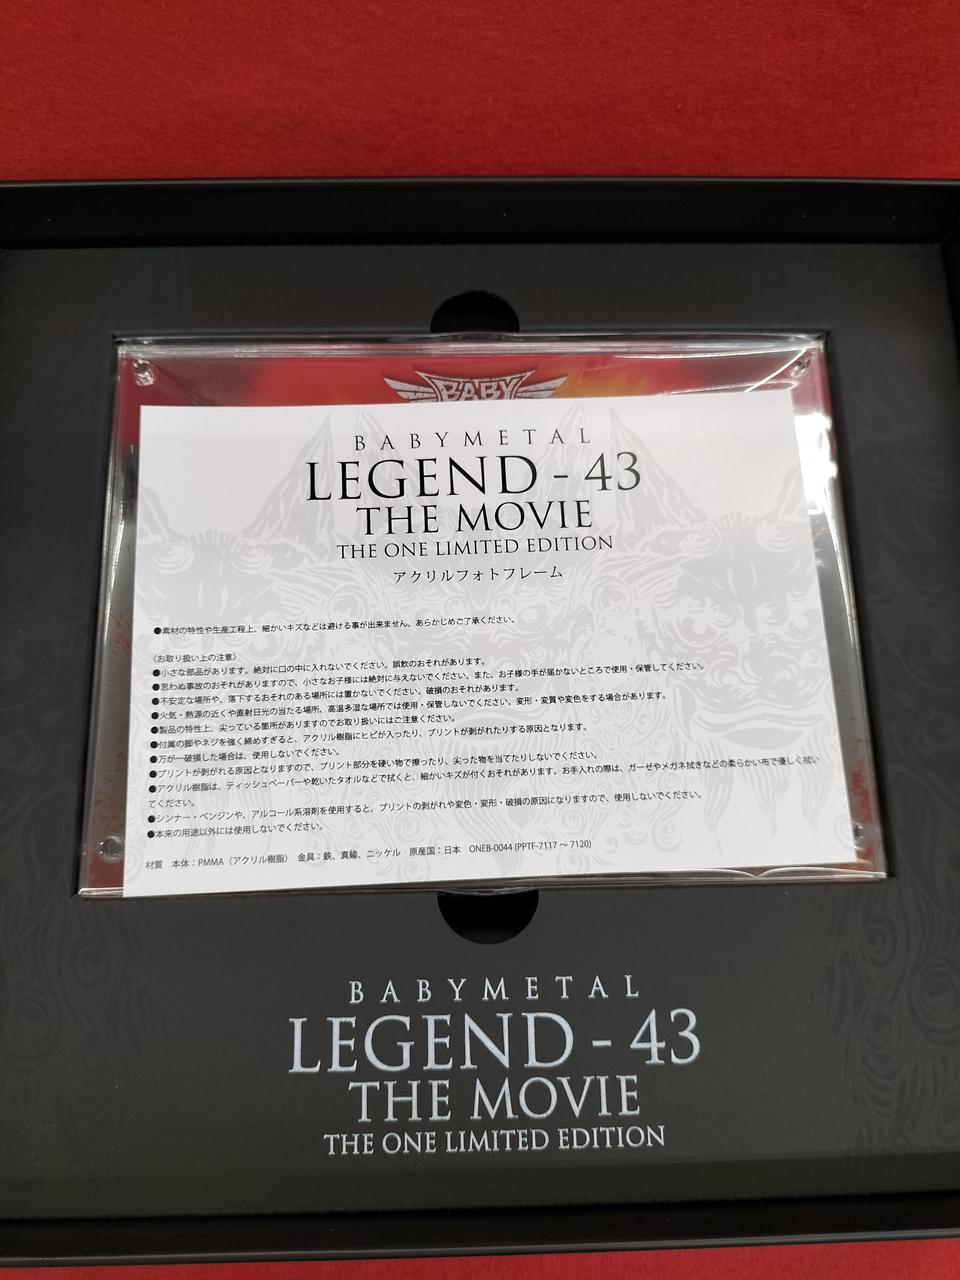 BABY
BABYMETAL
LEGEND - 43
THE MOVIE
THE ONE LIMITED EDITION
アクリルフォトフレーム
●素材の特性や生産工程上、細かいキズなどは避ける事が出来ません。あらかじめご了承ください。
〈お取り扱い上の注意〉
●小さな部品があります。絶対に口の中に入れないでください。誤飲のおそれがあります。
●思わぬ事故のおそれがありますので、小さなお子様には絶対に与えないでください。また、お子様の手が届かないところで使用・保管してください。
●不安定な場所や、落下するおそれのある場所には置かないでください。破損のおそれがあります。
●火気・熱源の近くや直射日光の当たる場所、高温多湿な場所では使用・保管しないでください。変形・変質や変色をする場合があります。
●製品の特性上、尖っている箇所がありますのでお取り扱いにはご注意ください。
●付属の脚やネジを強く締めすぎると、アクリル樹脂にヒビが入ったり、プリントが剥がれたりする原因となります。
●万が一破損した場合は、使用しないでください。
●プリントが剥がれる原因となりますので、プリント部分を硬い物で擦ったり、尖った物を当てたりしないでください。
●アクリル樹脂は、ティッシュペーパーや乾いたタオルなどで拭くと、細かいキズが付くおそれがあります。お手入れの際は、ガーゼやメガネ拭きなどの柔らかい布で優しく拭い
てください。
●シンナー・ベンジンや、アルコール系溶剤を使用すると、プリントの剥がれや変色・変形・破損の原因になりますので、使用しないでください。
●本来の用途以外には使用しないでください。
材質 本体：PMMA（アクリル樹脂） 金具：鉄、真鍮、ニッケル 原産国：日本 ONEB-0044 (PPTF-7117 〜 7120)
BABYMETAL
LEGEND - 43
THE MOVIE
THE ONE LIMITED EDITION